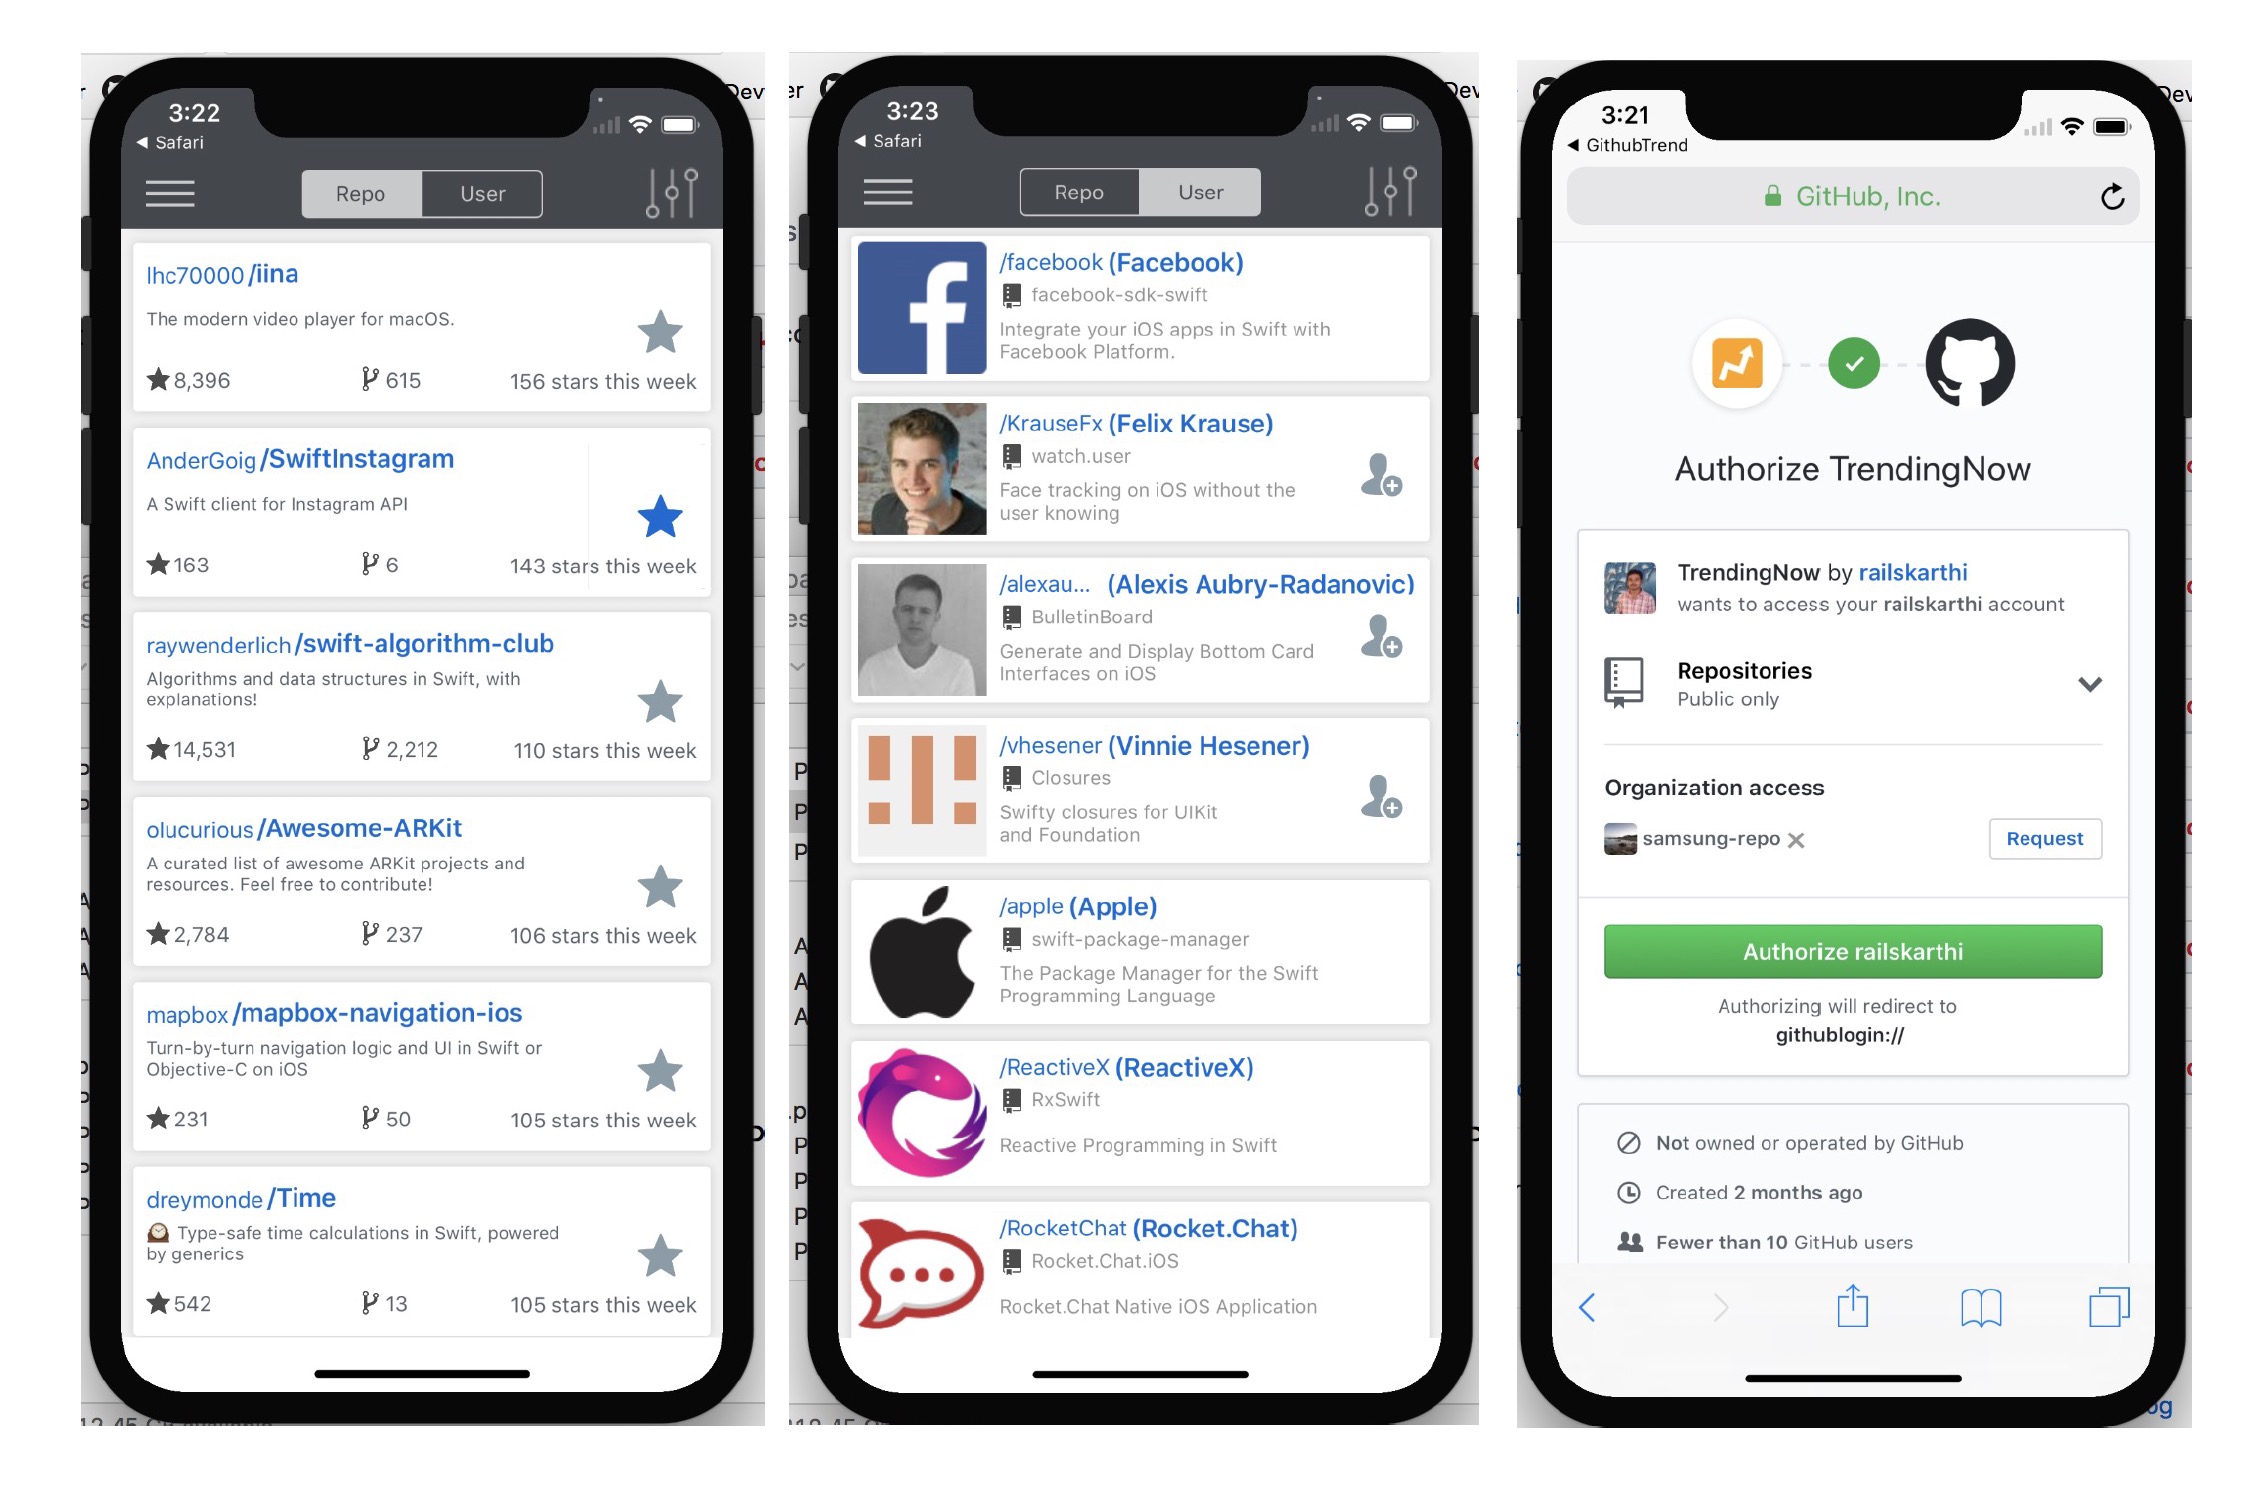 3:22
◀ Safari
Repo
User
lhc70000/iina
The modern video player for macOS.
8,396
615
156 stars this week
AnderGoig/SwiftInstagram
A Swift client for Instagram API
163
6
143 stars this week
raywenderlich/swift-algorithm-club
Algorithms and data structures in Swift, with
explanations!
14,531
2,212
110 stars this week
olucurious/Awesome-ARKit
A curated list of awesome ARKit projects and
resources. Feel free to contribute!
2,784
237
106 stars this week
mapbox/mapbox-navigation-ios
Turn-by-turn navigation logic and UI in Swift or
Objective-C on iOS
231
50
105 stars this week
dreymonde/Time
🕰 Type-safe time calculations in Swift, powered
by generics
542
13
105 stars this week
3:23
◀ Safari
Repo
User
/facebook (Facebook)
facebook-sdk-swift
Integrate your iOS apps in Swift with
Facebook Platform.
/KrauseFx (Felix Krause)
watch.user
Face tracking on iOS without the
user knowing
/alexau... (Alexis Aubry-Radanovic)
BulletinBoard
Generate and Display Bottom Card
Interfaces on iOS
/vhesener (Vinnie Hesener)
Closures
Swifty closures for UIKit
and Foundation
/apple (Apple)
swift-package-manager
The Package Manager for the Swift
Programming Language
/ReactiveX (ReactiveX)
RxSwift
Reactive Programming in Swift
/RocketChat (Rocket.Chat)
Rocket.Chat.iOS
Rocket.Chat Native iOS Application
3:21
◀ GithubTrend
GitHub, Inc.
Authorize TrendingNow
TrendingNow by railskarthi
wants to access your railskarthi account
Repositories
Public only
Organization access
samsung-repo
Request
Authorize railskarthi
Authorizing will redirect to
githublogin://
Not owned or operated by GitHub
Created 2 months ago
Fewer than 10 GitHub users